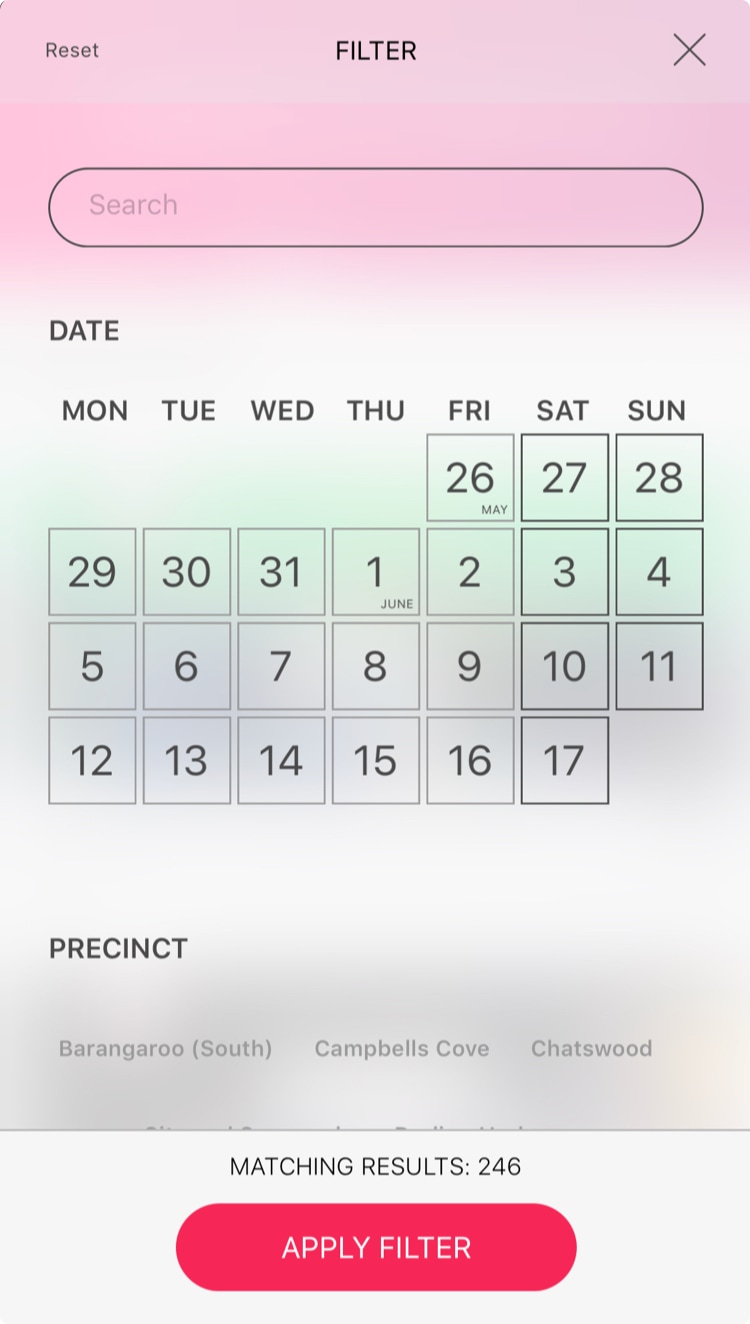 Reset FILTER
Search
DATE
MON TUE WED THU FRI SAT SUN
26 MAY 27 28
29 30 31 1 JUNE 2 3 4
5 6 7 8 9 10 11
12 13 14 15 16 17
PRECINCT
Barangaroo (South) Campbells Cove Chatswood
MATCHING RESULTS: 246
APPLY FILTER